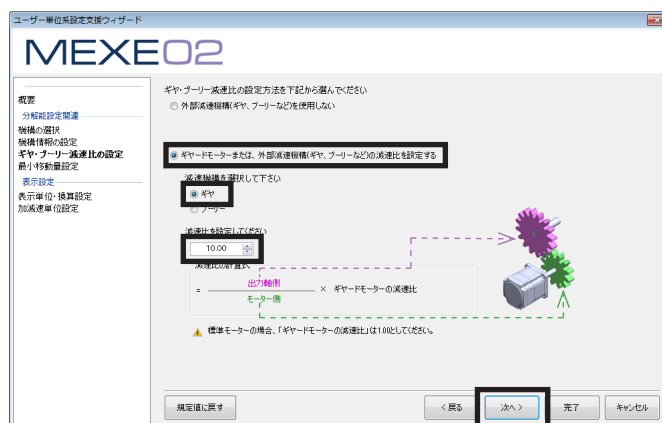 ユーザー単位系設定支援ウィザード
MEXE02
概要
分解能設定関連
機構の選択
機構情報の設定
ギヤ・プーリー減速比の設定
最小移動量設定
表示設定
表示単位・換算設定
加減速単位設定
ギヤ・プーリー減速比の設定方法を下記から選んでください
外部減速機構(ギヤ、プーリーなど)を使用しない
ギヤードモーターまたは、外部減速機構(ギヤ、プーリーなど)の減速比を設定する
減速機構を選択して下さい
ギヤ
プーリー
減速比を設定してください
10.00
減速比の計算式
出力軸側
= × ギヤードモーターの減速比
モーター側
標準モーターの場合、「ギヤードモーターの減速比」は1.00としてください。
規定値に戻す
< 戻る
次へ >
完了
キャンセル